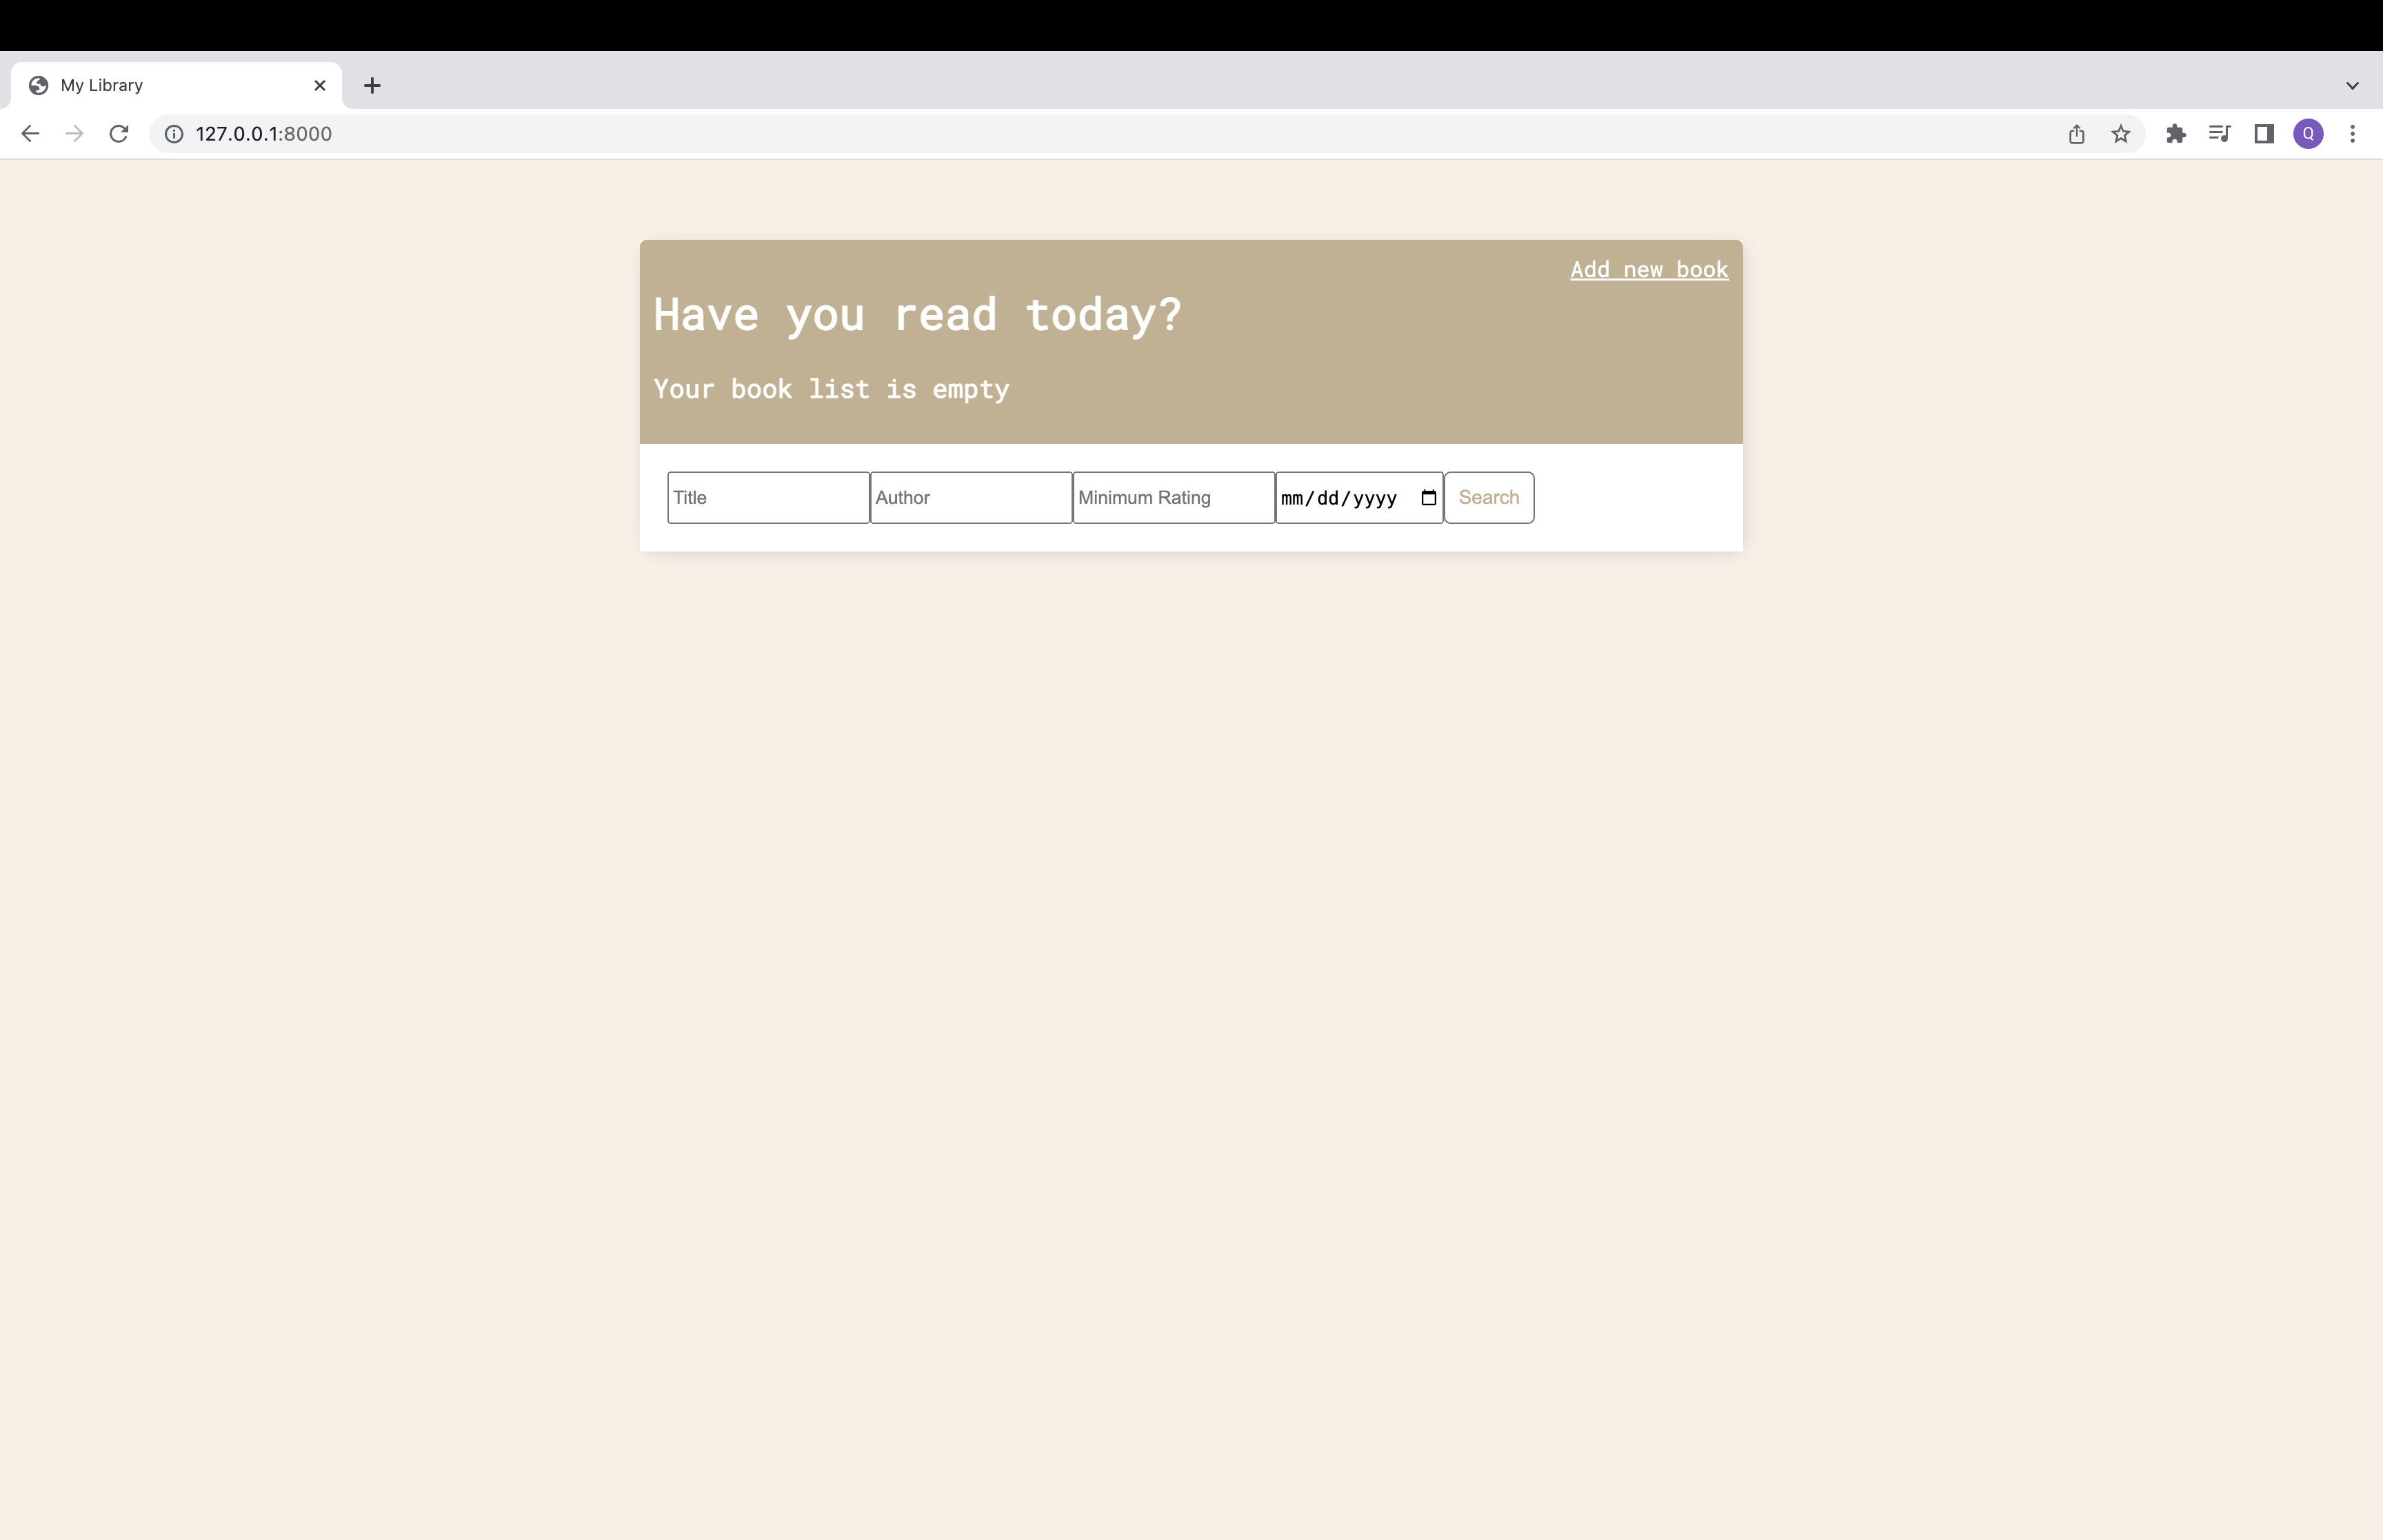 My Library
127.0.0.1:8000
Q
Add new book
Have you read today?
Your book list is empty
Title Author Minimum Rating mm/dd/yyyy Search